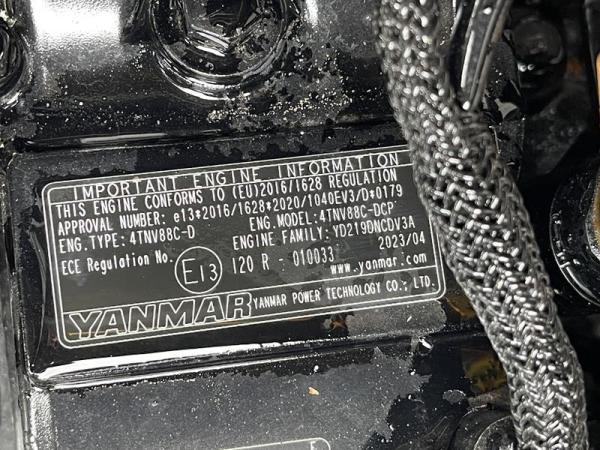 IMPORTANT ENGINE INFORMATION
THIS ENGINE CONFORMS TO (EU)2016/1628 REGULATION
APPROVAL NUMBER: e13*2016/1628*2020/1040EV3/D*0179
ENG.TYPE: 4TNV88C-D ENG.MODEL: 4TNV88C-DCP
ENGINE FAMILY: YD219DNCDV3A
ECE Regulation No. E13 120 R - 010033 2023/04
www.yanmar.com
YANMAR YANMAR POWER TECHNOLOGY CO., LTD.